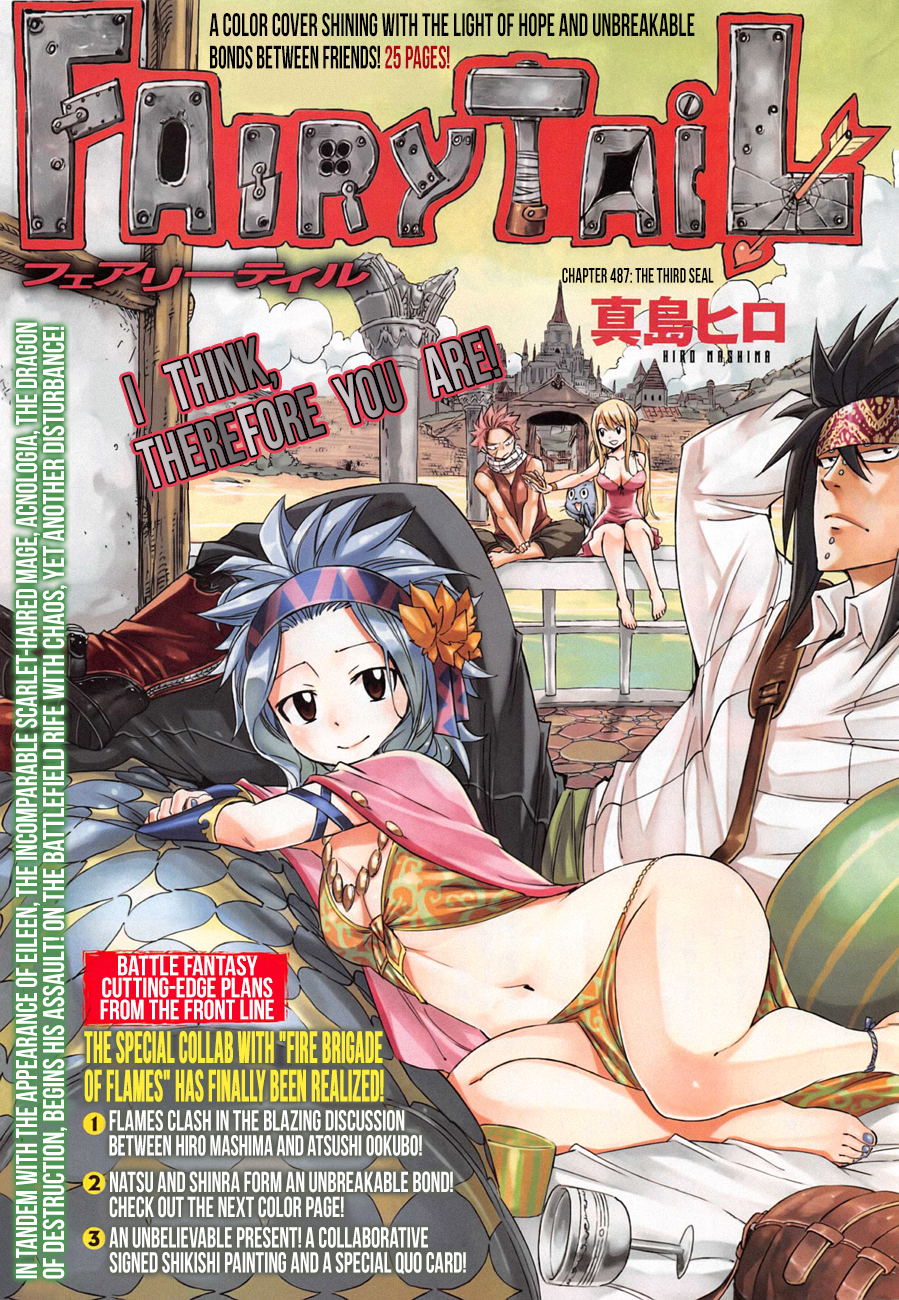 A COLOR COVER SHINING WITH THE LIGHT OF HOPE AND UNBREAKABLE
BONDS BETWEEN FRIENDS! 25 PAGES!
FAIRY TAIL
フェアリーテイル
CHAPTER 487: THE THIRD SEAL
真島ヒロ
HIRO MASHIMA
I THINK,
THEREFORE YOU ARE!
IN TANDEM WITH THE APPEARANCE OF EILEEN, THE INCOMPARABLE SCARLET-HAIRED MAGE, ACNOLOGIA, THE DRAGON
OF DESTRUCTION, BEGINS HIS ASSAULT! ON THE BATTLEFIELD RIFE WITH CHAOS, YET ANOTHER DISTURBANCE!
BATTLE FANTASY
CUTTING-EDGE PLANS
FROM THE FRONT LINE
THE SPECIAL COLLAB WITH "FIRE BRIGADE
OF FLAMES" HAS FINALLY BEEN REALIZED!
1 FLAMES CLASH IN THE BLAZING DISCUSSION
BETWEEN HIRO MASHIMA AND ATSUSHI OOKUBO!
2 NATSU AND SHINRA FORM AN UNBREAKABLE BOND!
CHECK OUT THE NEXT COLOR PAGE!
3 AN UNBELIEVABLE PRESENT! A COLLABORATIVE
SIGNED SHIKISHI PAINTING AND A SPECIAL QUO CARD!